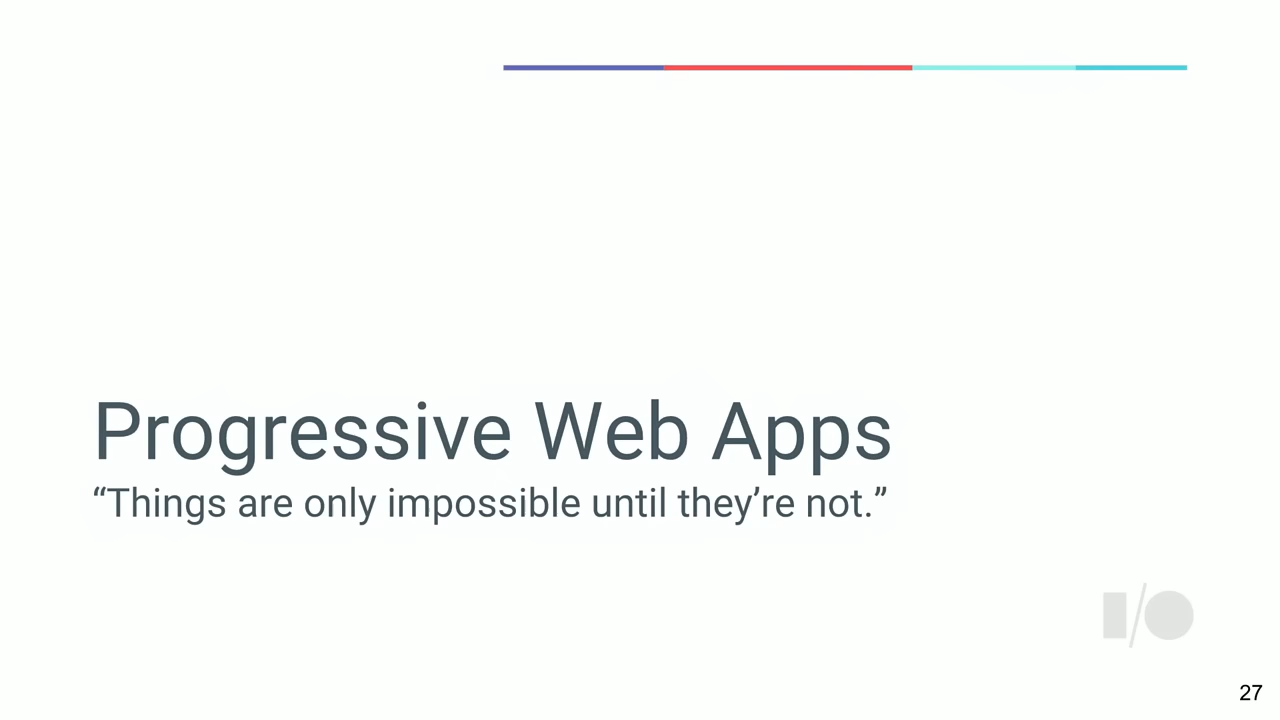 Progressive Web Apps
“Things are only impossible until they’re not.”
I/O
27